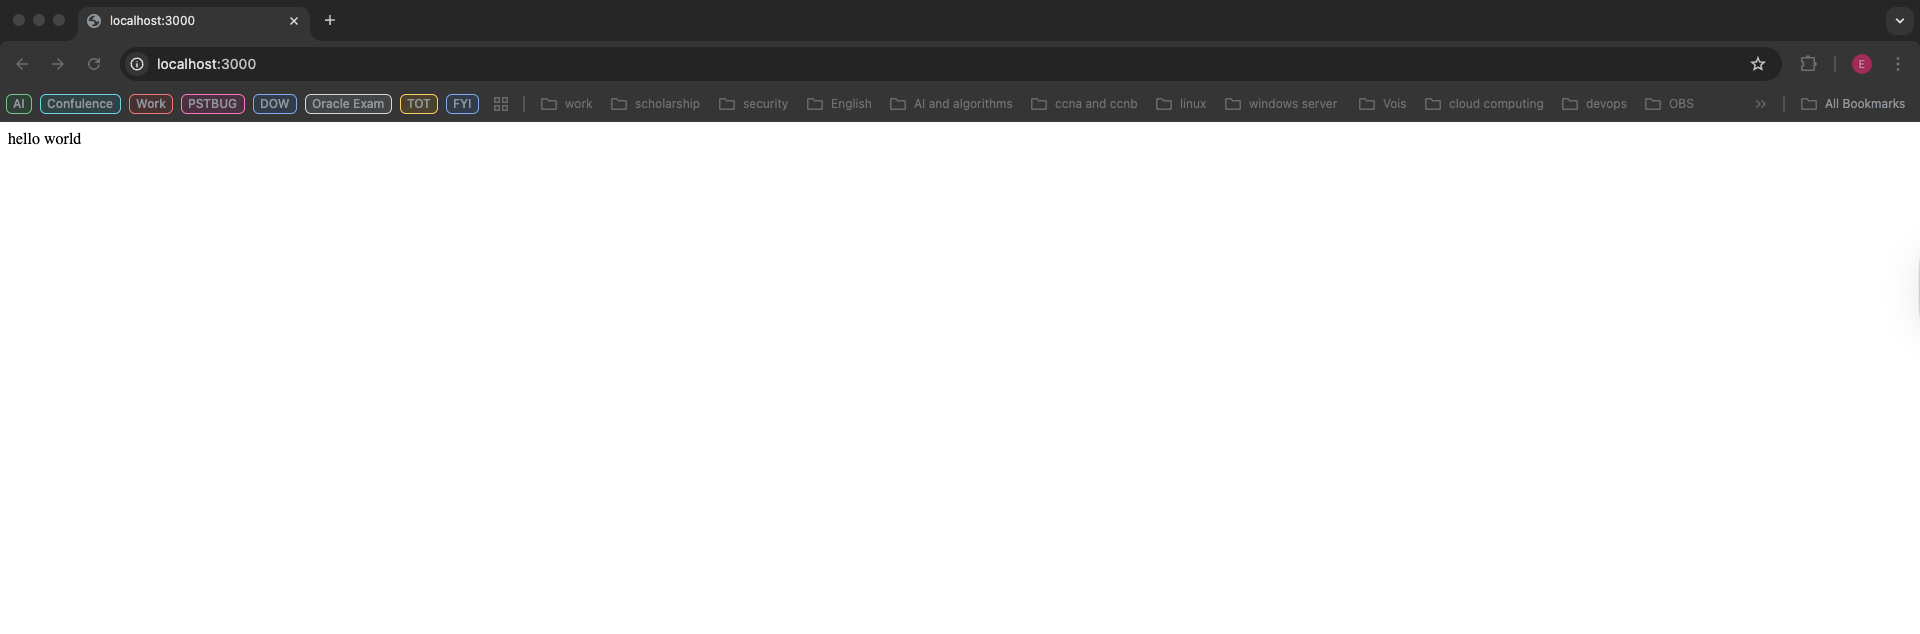 localhost:3000
localhost:3000
AI Confulence Work PSTBUG DOW Oracle Exam TOT FYI work scholarship security English AI and algorithms ccna and ccnb linux windows server Vois cloud computing devops OBS All Bookmarks
E
hello world